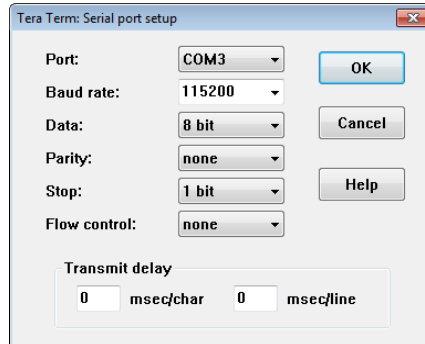 Tera Term: Serial port setup
Port: COM3 OK
Baud rate: 115200
Data: 8 bit Cancel
Parity: none
Stop: 1 bit Help
Flow control: none
Transmit delay
0 msec/char 0 msec/line